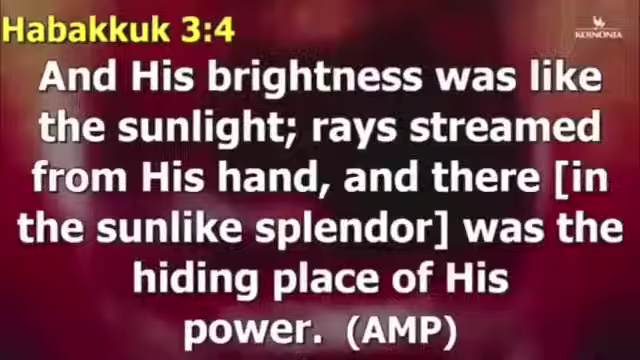 Habakkuk 3:4
KOINONIA
And His brightness was like
the sunlight; rays streamed
from His hand, and there [in
the sunlike splendor] was the
hiding place of His
power. (AMP)